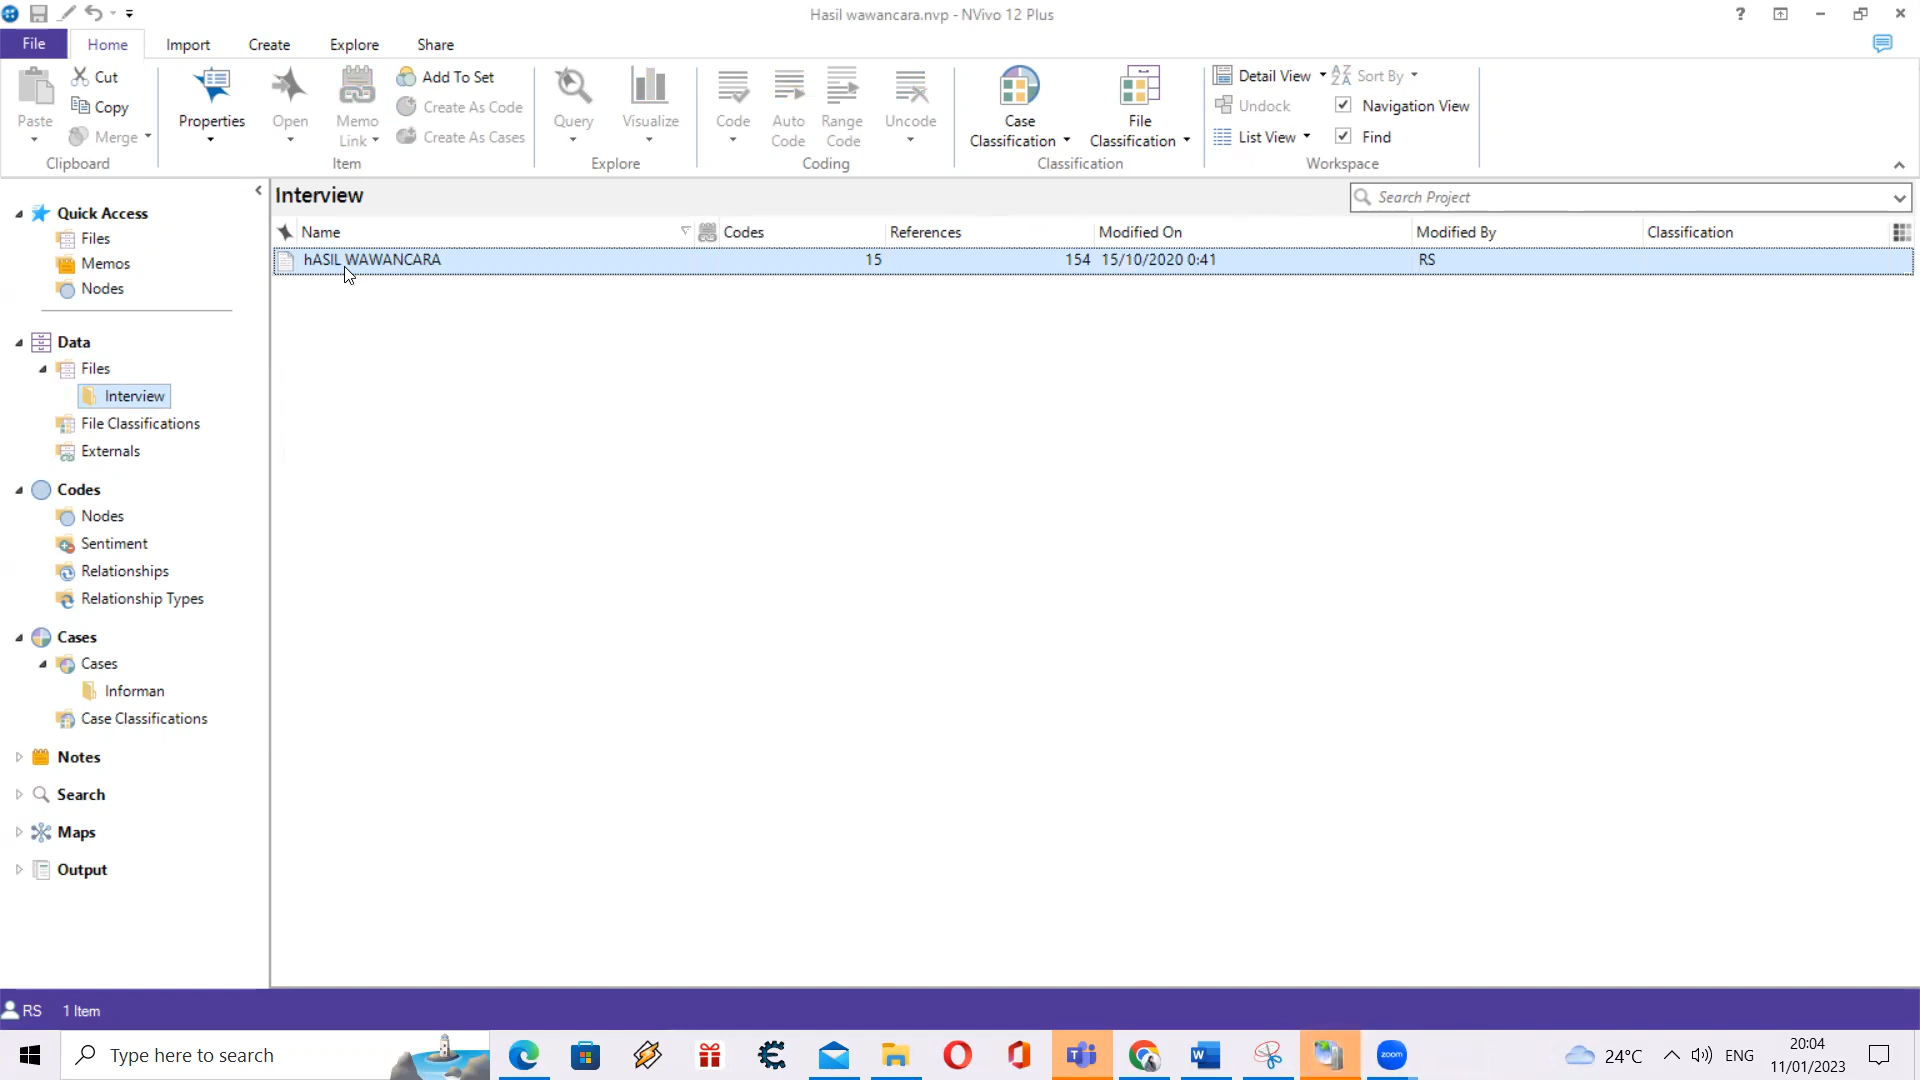 Hasil wawancara.nvp - NVivo 12 Plus
File Home Import Create Explore Share
Paste Cut Copy Merge
Properties Open Memo Link
Add To Set
Create As Code
Create As Cases
Query Visualize
Code Auto Code Range Code Uncode
Case Classification File Classification
Detail View Sort By
Undock Navigation View
List View Find
Clipboard Item Explore Coding Classification Workspace
Quick Access
Files
Memos
Nodes
Data
Files
Interview
File Classifications
Externals
Codes
Nodes
Sentiment
Relationships
Relationship Types
Cases
Cases
Informan
Case Classifications
Notes
Search
Maps
Output
Interview
Search Project
Name Codes References Modified On Modified By Classification
hASIL WAWANCARA 15 154 15/10/2020 0:41 RS
RS 1 Item
Type here to search
zoom
24°C ENG
20:04
11/01/2023